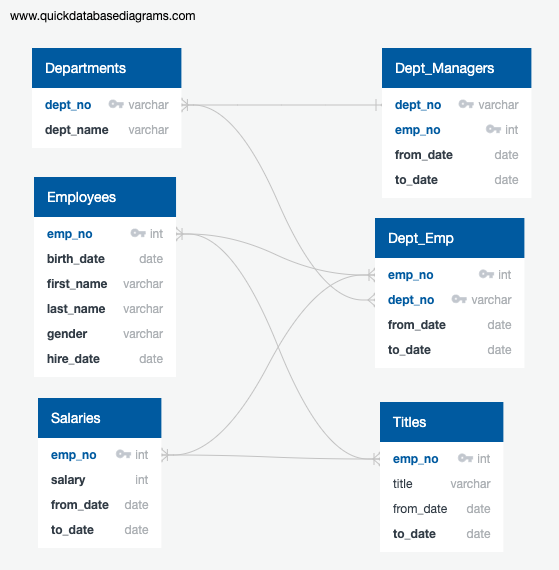 www.quickdatabasediagrams.com
Departments
dept_no varchar
dept_name varchar
Dept_Managers
dept_no varchar
emp_no int
from_date date
to_date date
Employees
emp_no int
birth_date date
first_name varchar
last_name varchar
gender varchar
hire_date date
Dept_Emp
emp_no int
dept_no varchar
from_date date
to_date date
Salaries
emp_no int
salary int
from_date date
to_date date
Titles
emp_no int
title varchar
from_date date
to_date date